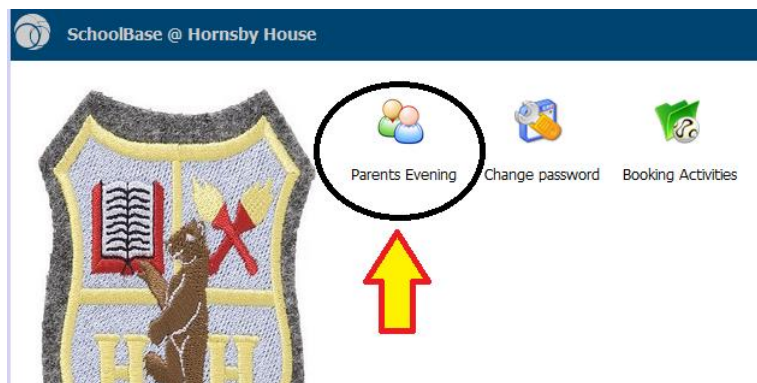 SchoolBase @ Hornsby House
Parents Evening Change password Booking Activities
H H